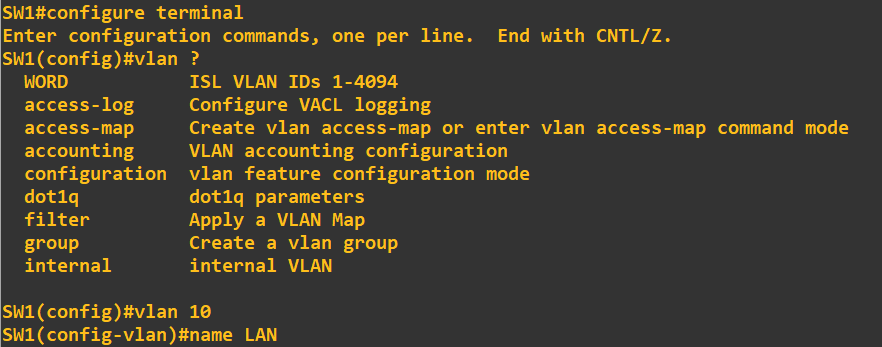 SW1#configure terminal
Enter configuration commands, one per line.  End with CNTL/Z.
SW1(config)#vlan ?
  WORD           ISL VLAN IDs 1-4094
  access-log     Configure VACL logging
  access-map     Create vlan access-map or enter vlan access-map command mode
  accounting     VLAN accounting configuration
  configuration  vlan feature configuration mode
  dot1q          dot1q parameters
  filter         Apply a VLAN Map
  group          Create a vlan group
  internal       internal VLAN

SW1(config)#vlan 10
SW1(config-vlan)#name LAN